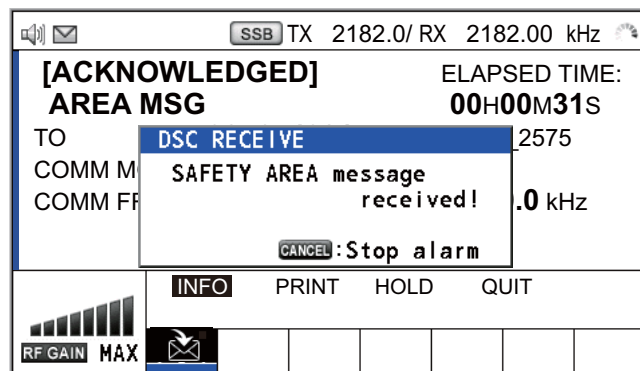 SSB TX 2182.0/ RX 2182.00 kHz
[ACKNOWLEDGED] ELAPSED TIME:
AREA MSG 00H00M31S
TO 2575
DSC RECEIVE
COMM
SAFETY AREA message
received!
COMM .0 kHz
CANCEL:Stop alarm
INFO PRINT HOLD QUIT
RF GAIN MAX